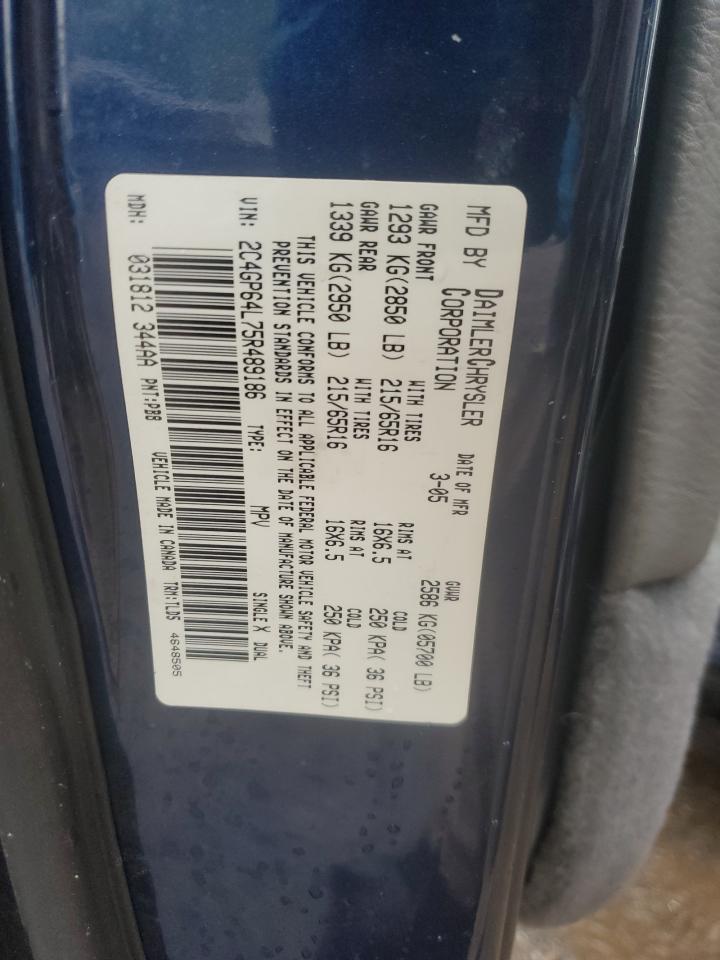 MFD BY DAIMLERCHRYSLER CORPORATION
DATE OF MFR 3-05
GVWR 2586 KG(05700 LB)
GAWR FRONT WITH TIRES RIMS AT COLD
1293 KG(2850 LB) 215/65R16 16X6.5 250 KPA( 36 PSI)
GAWR REAR WITH TIRES RIMS AT COLD
1339 KG(2950 LB) 215/65R16 16X6.5 250 KPA( 36 PSI)
THIS VEHICLE CONFORMS TO ALL APPLICABLE FEDERAL MOTOR VEHICLE SAFETY AND THEFT
PREVENTION STANDARDS IN EFFECT ON THE DATE OF MANUFACTURE SHOWN ABOVE.
VIN: 2C4GP64L75R489186 TYPE: MPV SINGLE X DUAL
MDH: 031812 344AA PNT:PB8 VEHICLE MADE IN CANADA TRM:TLD5 4648505